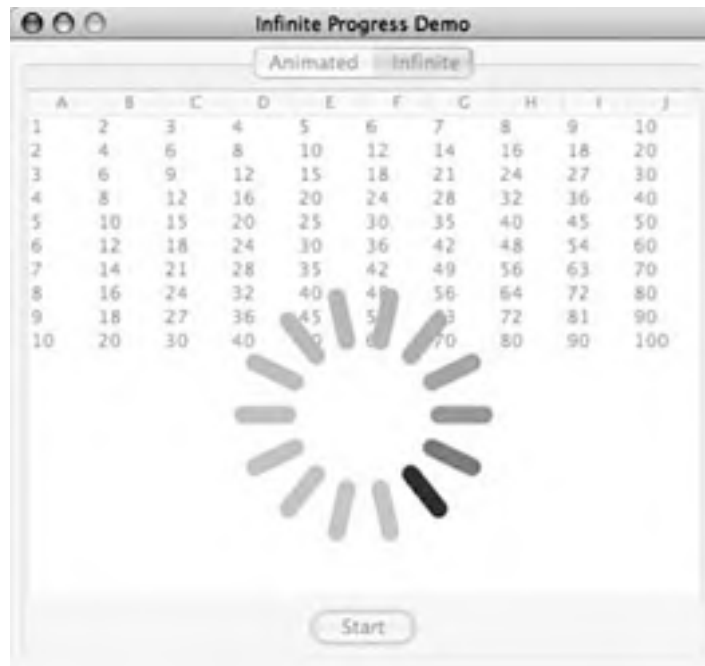 Infinite Progress Demo
Animated Infinite
A B C D E F G H I J
1 2 3 4 5 6 7 8 9 10
2 4 6 8 10 12 14 16 18 20
3 6 9 12 15 18 21 24 27 30
4 8 12 16 20 24 28 32 36 40
5 10 15 20 25 30 35 40 45 50
6 12 18 24 30 36 42 48 54 60
7 14 21 28 35 42 49 56 63 70
8 16 24 32 40 56 64 72 80
9 18 27 36 45 72 81 90
10 20 30 40 70 80 90 100
Start